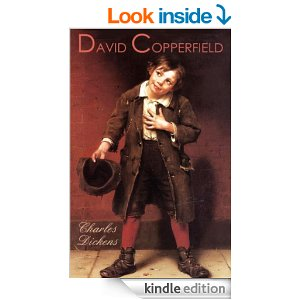 Look inside
DAVID COPPERFIELD
Charles
Dickens
kindle edition